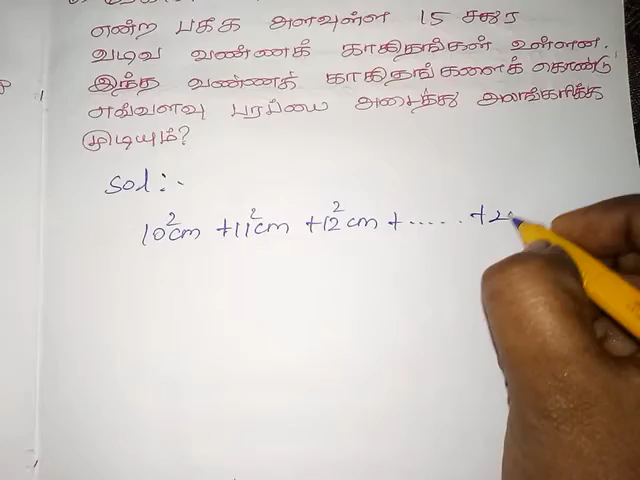 என்ற பக்க அளவுள்ள 15 சதுர
வடிவ வண்ணக் காகிதங்கள் உள்ளன.
இந்த வண்ணக் காகிதங்களைக் கொண்டு
எவ்வளவு பரப்பை அடைத்து அலங்கரிக்க
முடியும்?
Sol :-
10²cm + 11²cm + 12²cm + ...... + 2